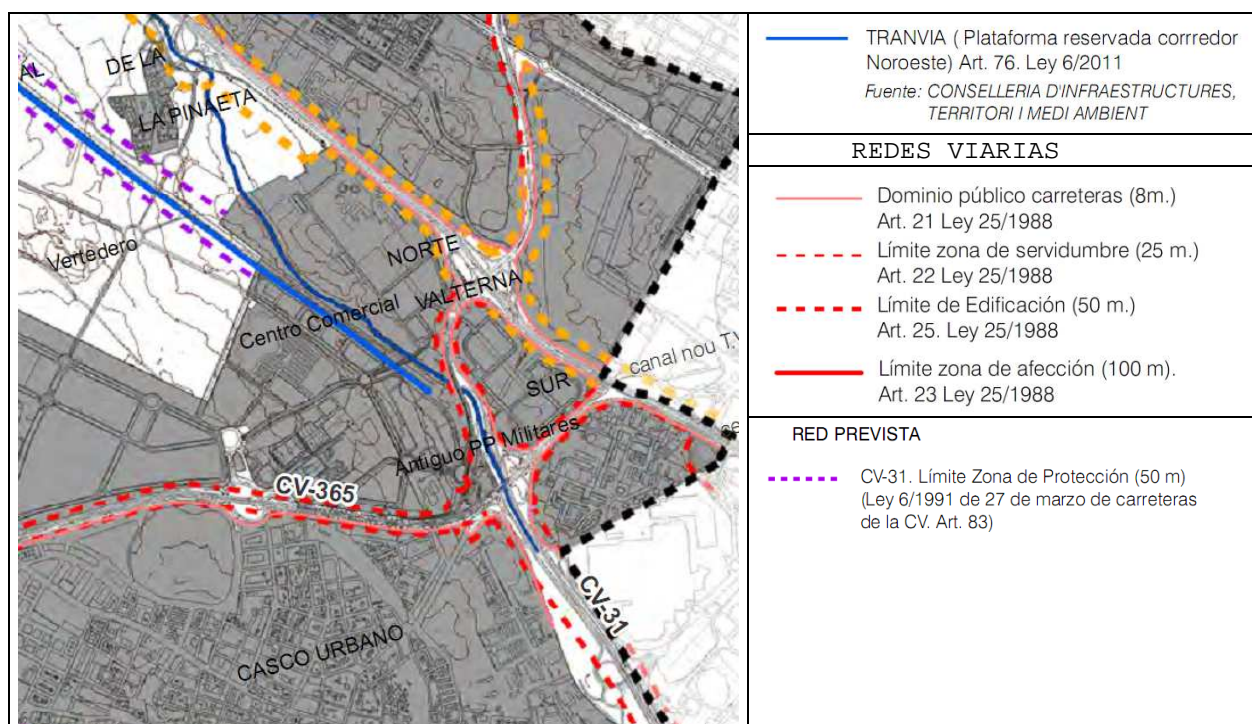 DE LA
AL
LA PINAETA
Vertedero
NORTE
VALTERNA
Centro Comercial
canal nou T.V
SUR
Antiguo PP Militares
ce
CV-365
CV-31
CASCO URBANO
TRANVIA ( Plataforma reservada corrredor
Noroeste) Art. 76. Ley 6/2011
Fuente: CONSELLERIA D'INFRAESTRUCTURES,
TERRITORI I MEDI AMBIENT
REDES VIARIAS
Dominio público carreteras (8m.)
Art. 21 Ley 25/1988
Límite zona de servidumbre (25 m.)
Art. 22 Ley 25/1988
Límite de Edificación (50 m.)
Art. 25. Ley 25/1988
Límite zona de afección (100 m).
Art. 23 Ley 25/1988
RED PREVISTA
CV-31. Límite Zona de Protección (50 m)
(Ley 6/1991 de 27 de marzo de carreteras
de la CV. Art. 83)